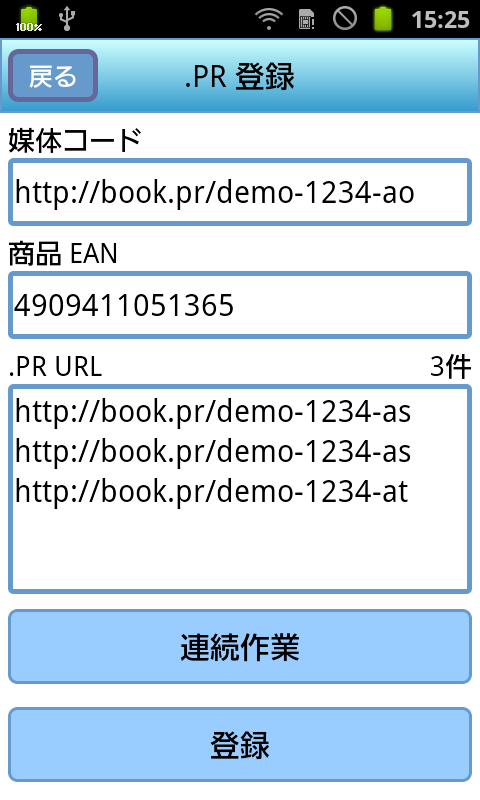 100%
15:25
戻る
.PR 登録
媒体コード
http://book.pr/demo-1234-ao
商品 EAN
4909411051365
.PR URL 3件
http://book.pr/demo-1234-as
http://book.pr/demo-1234-as
http://book.pr/demo-1234-at
連続作業
登録